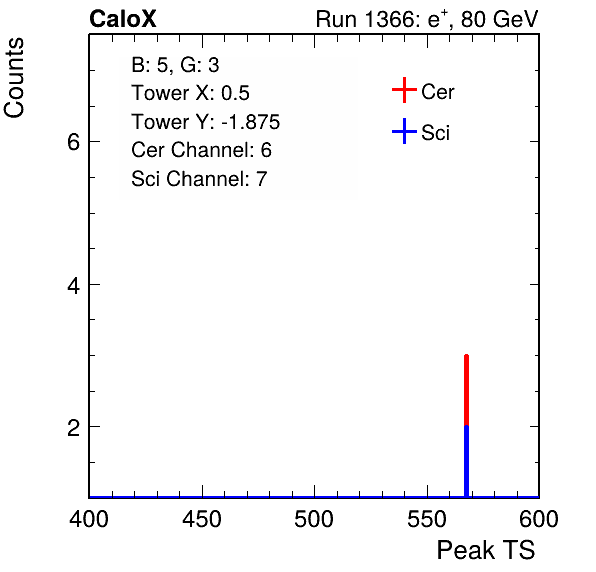 CaloX Run 1366: e⁺, 80 GeV
Counts
B: 5, G: 3
Tower X: 0.5
Tower Y: -1.875
Cer Channel: 6
Sci Channel: 7
Cer
Sci
6
4
2
400 450 500 550 600
Peak TS